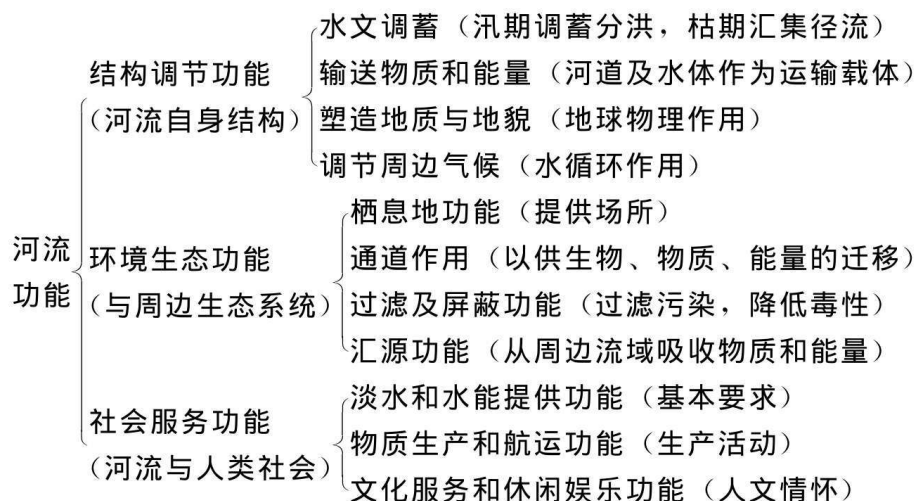 河流
功能
结构调节功能
（河流自身结构）
水文调蓄（汛期调蓄分洪，枯期汇集径流）
输送物质和能量（河道及水体作为运输载体）
塑造地质与地貌（地球物理作用）
调节周边气候（水循环作用）
环境生态功能
（与周边生态系统）
栖息地功能（提供场所）
通道作用（以供生物、物质、能量的迁移）
过滤及屏蔽功能（过滤污染，降低毒性）
汇源功能（从周边流域吸收物质和能量）
社会服务功能
（河流与人类社会）
淡水和水能提供功能（基本要求）
物质生产和航运功能（生产活动）
文化服务和休闲娱乐功能（人文情怀）